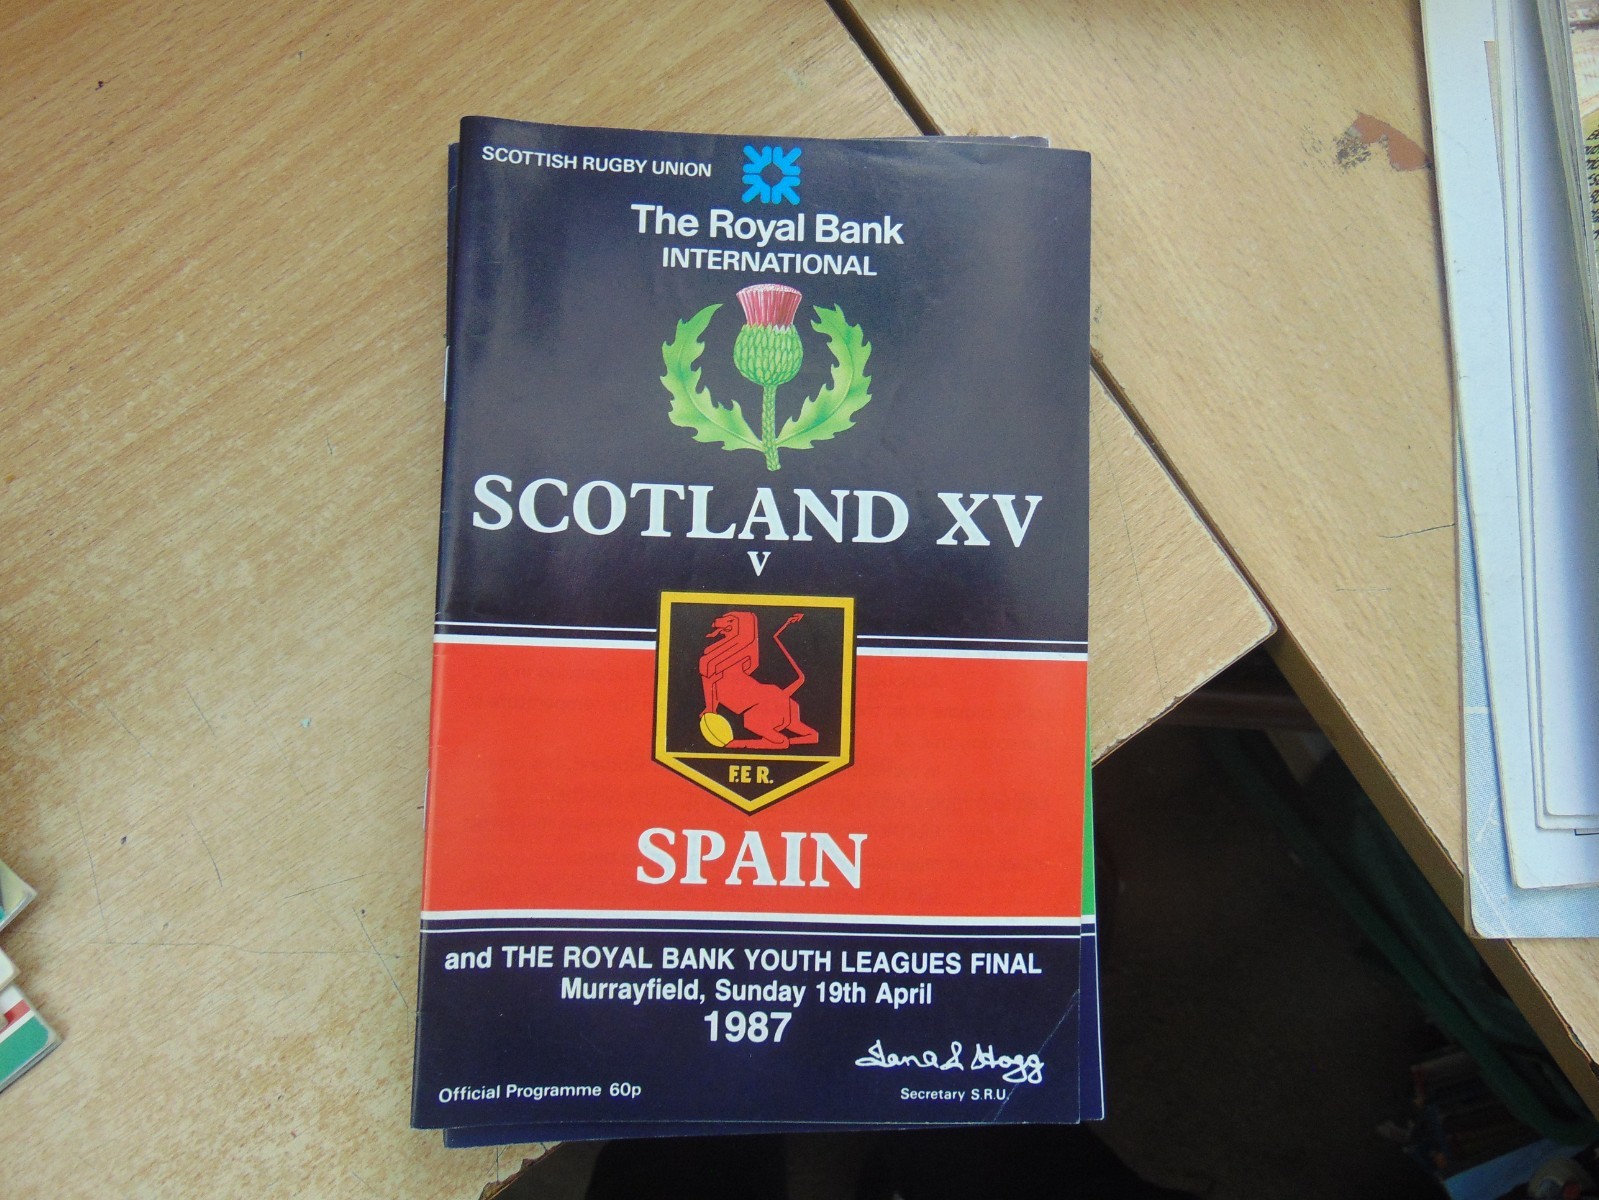 SCOTTISH RUGBY UNION
The Royal Bank
INTERNATIONAL
SCOTLAND XV
v
F.E R.
SPAIN
and THE ROYAL BANK YOUTH LEAGUES FINAL
Murrayfield, Sunday 19th April
1987
Hogg
Official Programme 60p
Secretary S.R.U.